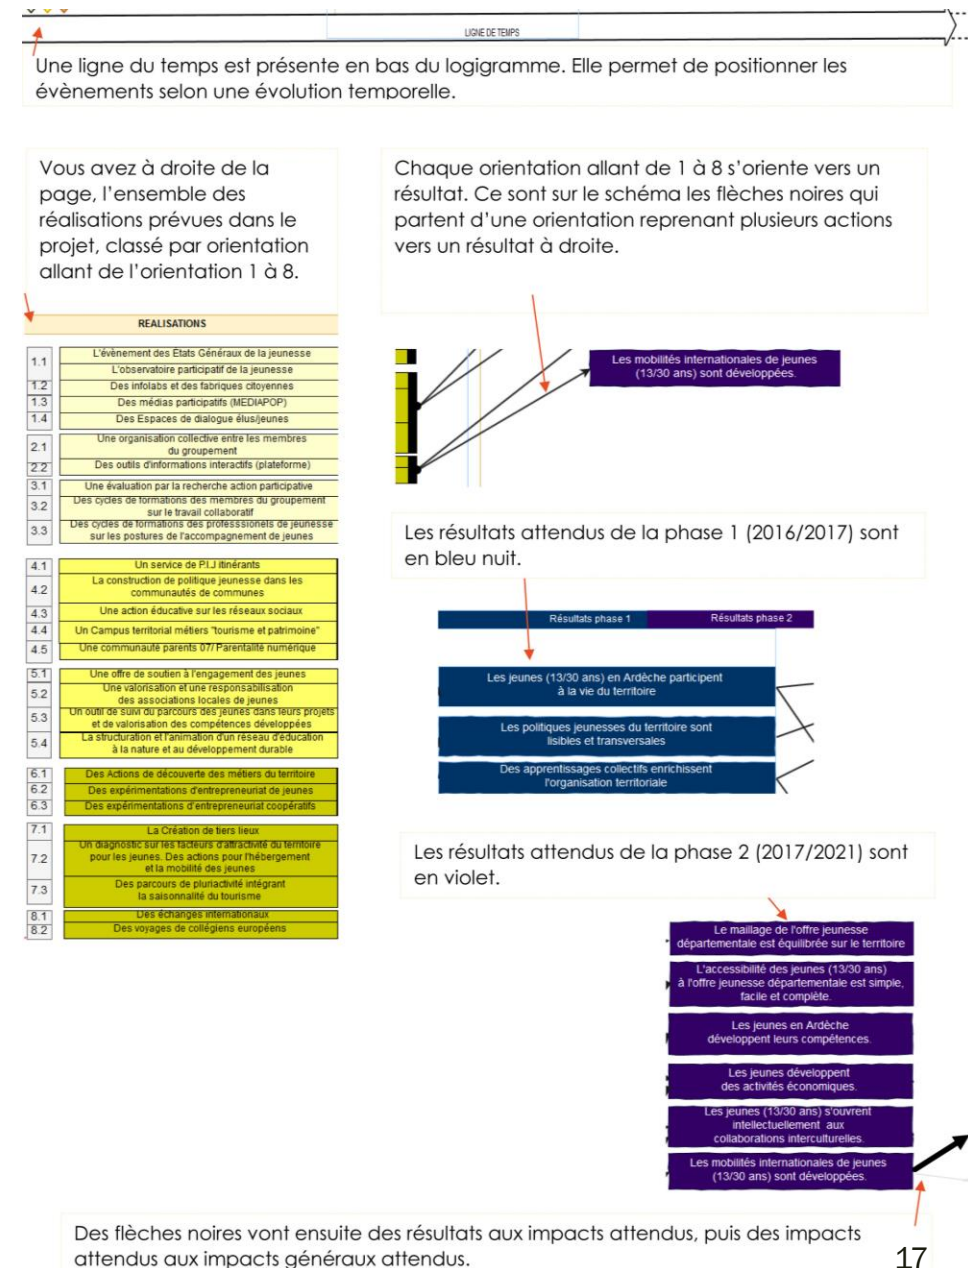 LIGNE DE TEMPS
Une ligne du temps est présente en bas du logigramme. Elle permet de positionner les
évènements selon une évolution temporelle.
Vous avez à droite de la
page, l’ensemble des
réalisations prévues dans le
projet, classé par orientation
allant de l’orientation 1 à 8.
Chaque orientation allant de 1 à 8 s’oriente vers un
résultat. Ce sont sur le schéma les flèches noires qui
partent d’une orientation reprenant plusieurs actions
vers un résultat à droite.
REALISATIONS
1.1
L'évènement des Etats Généraux de la jeunesse
L'observatoire participatif de la jeunesse
1.2
Des infolabs et des fabriques citoyennes
1.3
Des médias participatifs (MEDIAPOP)
1.4
Des Espaces de dialogue élus/jeunes
2.1
Une organisation collective entre les membres
du groupement
2.2
Des outils d'informations interactifs (plateforme)
3.1
Une évaluation par la recherche action participative
3.2
Des cycles de formations des membres du groupement
sur le travail collaboratif
3.3
Des cycles de formations des professsionels de jeunesse
sur les postures de l'accompagnement de jeunes
4.1
Un service de P.I.J itinérants
4.2
La construction de politique jeunesse dans les
communautés de communes
4.3
Une action éducative sur les réseaux sociaux
4.4
Un Campus territorial métiers "tourisme et patrimoine"
4.5
Une communauté parents 07/ Parentalité numérique
5.1
Une offre de soutien à l'engagement des jeunes
5.2
Une valorisation et une responsabilisation
des associations locales de jeunes
5.3
Un outil de suivi du parcours des jeunes dans leurs projets
et de valorisation des compétences développées
5.4
La structuration et l'animation d'un réseau d'éducation
à la nature et au développement durable
6.1
Des Actions de découverte des métiers du territoire
6.2
Des expérimentations d'entrepreneuriat de jeunes
6.3
Des expérimentations d'entrepreneuriat coopératifs
7.1
La Création de tiers lieux
7.2
Un diagnostic sur les facteurs d'attractivité du territoire
pour les jeunes. Des actions pour l'hébergement
et la mobilité des jeunes
7.3
Des parcours de pluriactivité intégrant
la saisonnalité du tourisme
8.1
Des échanges internationaux
8.2
Des voyages de collégiens européens
Les mobilités internationales de jeunes
(13/30 ans) sont développées.
Les résultats attendus de la phase 1 (2016/2017) sont
en bleu nuit.
Résultats phase 1
Résultats phase 2
Les jeunes (13/30 ans) en Ardèche participent
à la vie du territoire
Les politiques jeunesses du territoire sont
lisibles et transversales
Des apprentissages collectifs enrichissent
l'organisation territoriale
Les résultats attendus de la phase 2 (2017/2021) sont
en violet.
Le maillage de l'offre jeunesse
départementale est équilibrée sur le territoire
L'accessibilité des jeunes (13/30 ans)
à l'offre jeunesse départementale est simple,
facile et complète.
Les jeunes en Ardèche
développent leurs compétences.
Les jeunes développent
des activités économiques.
Les jeunes (13/30 ans) s'ouvrent
intellectuellement aux
collaborations interculturelles.
Les mobilités internationales de jeunes
(13/30 ans) sont développées.
Des flèches noires vont ensuite des résultats aux impacts attendus, puis des impacts
attendus aux impacts généraux attendus.
17